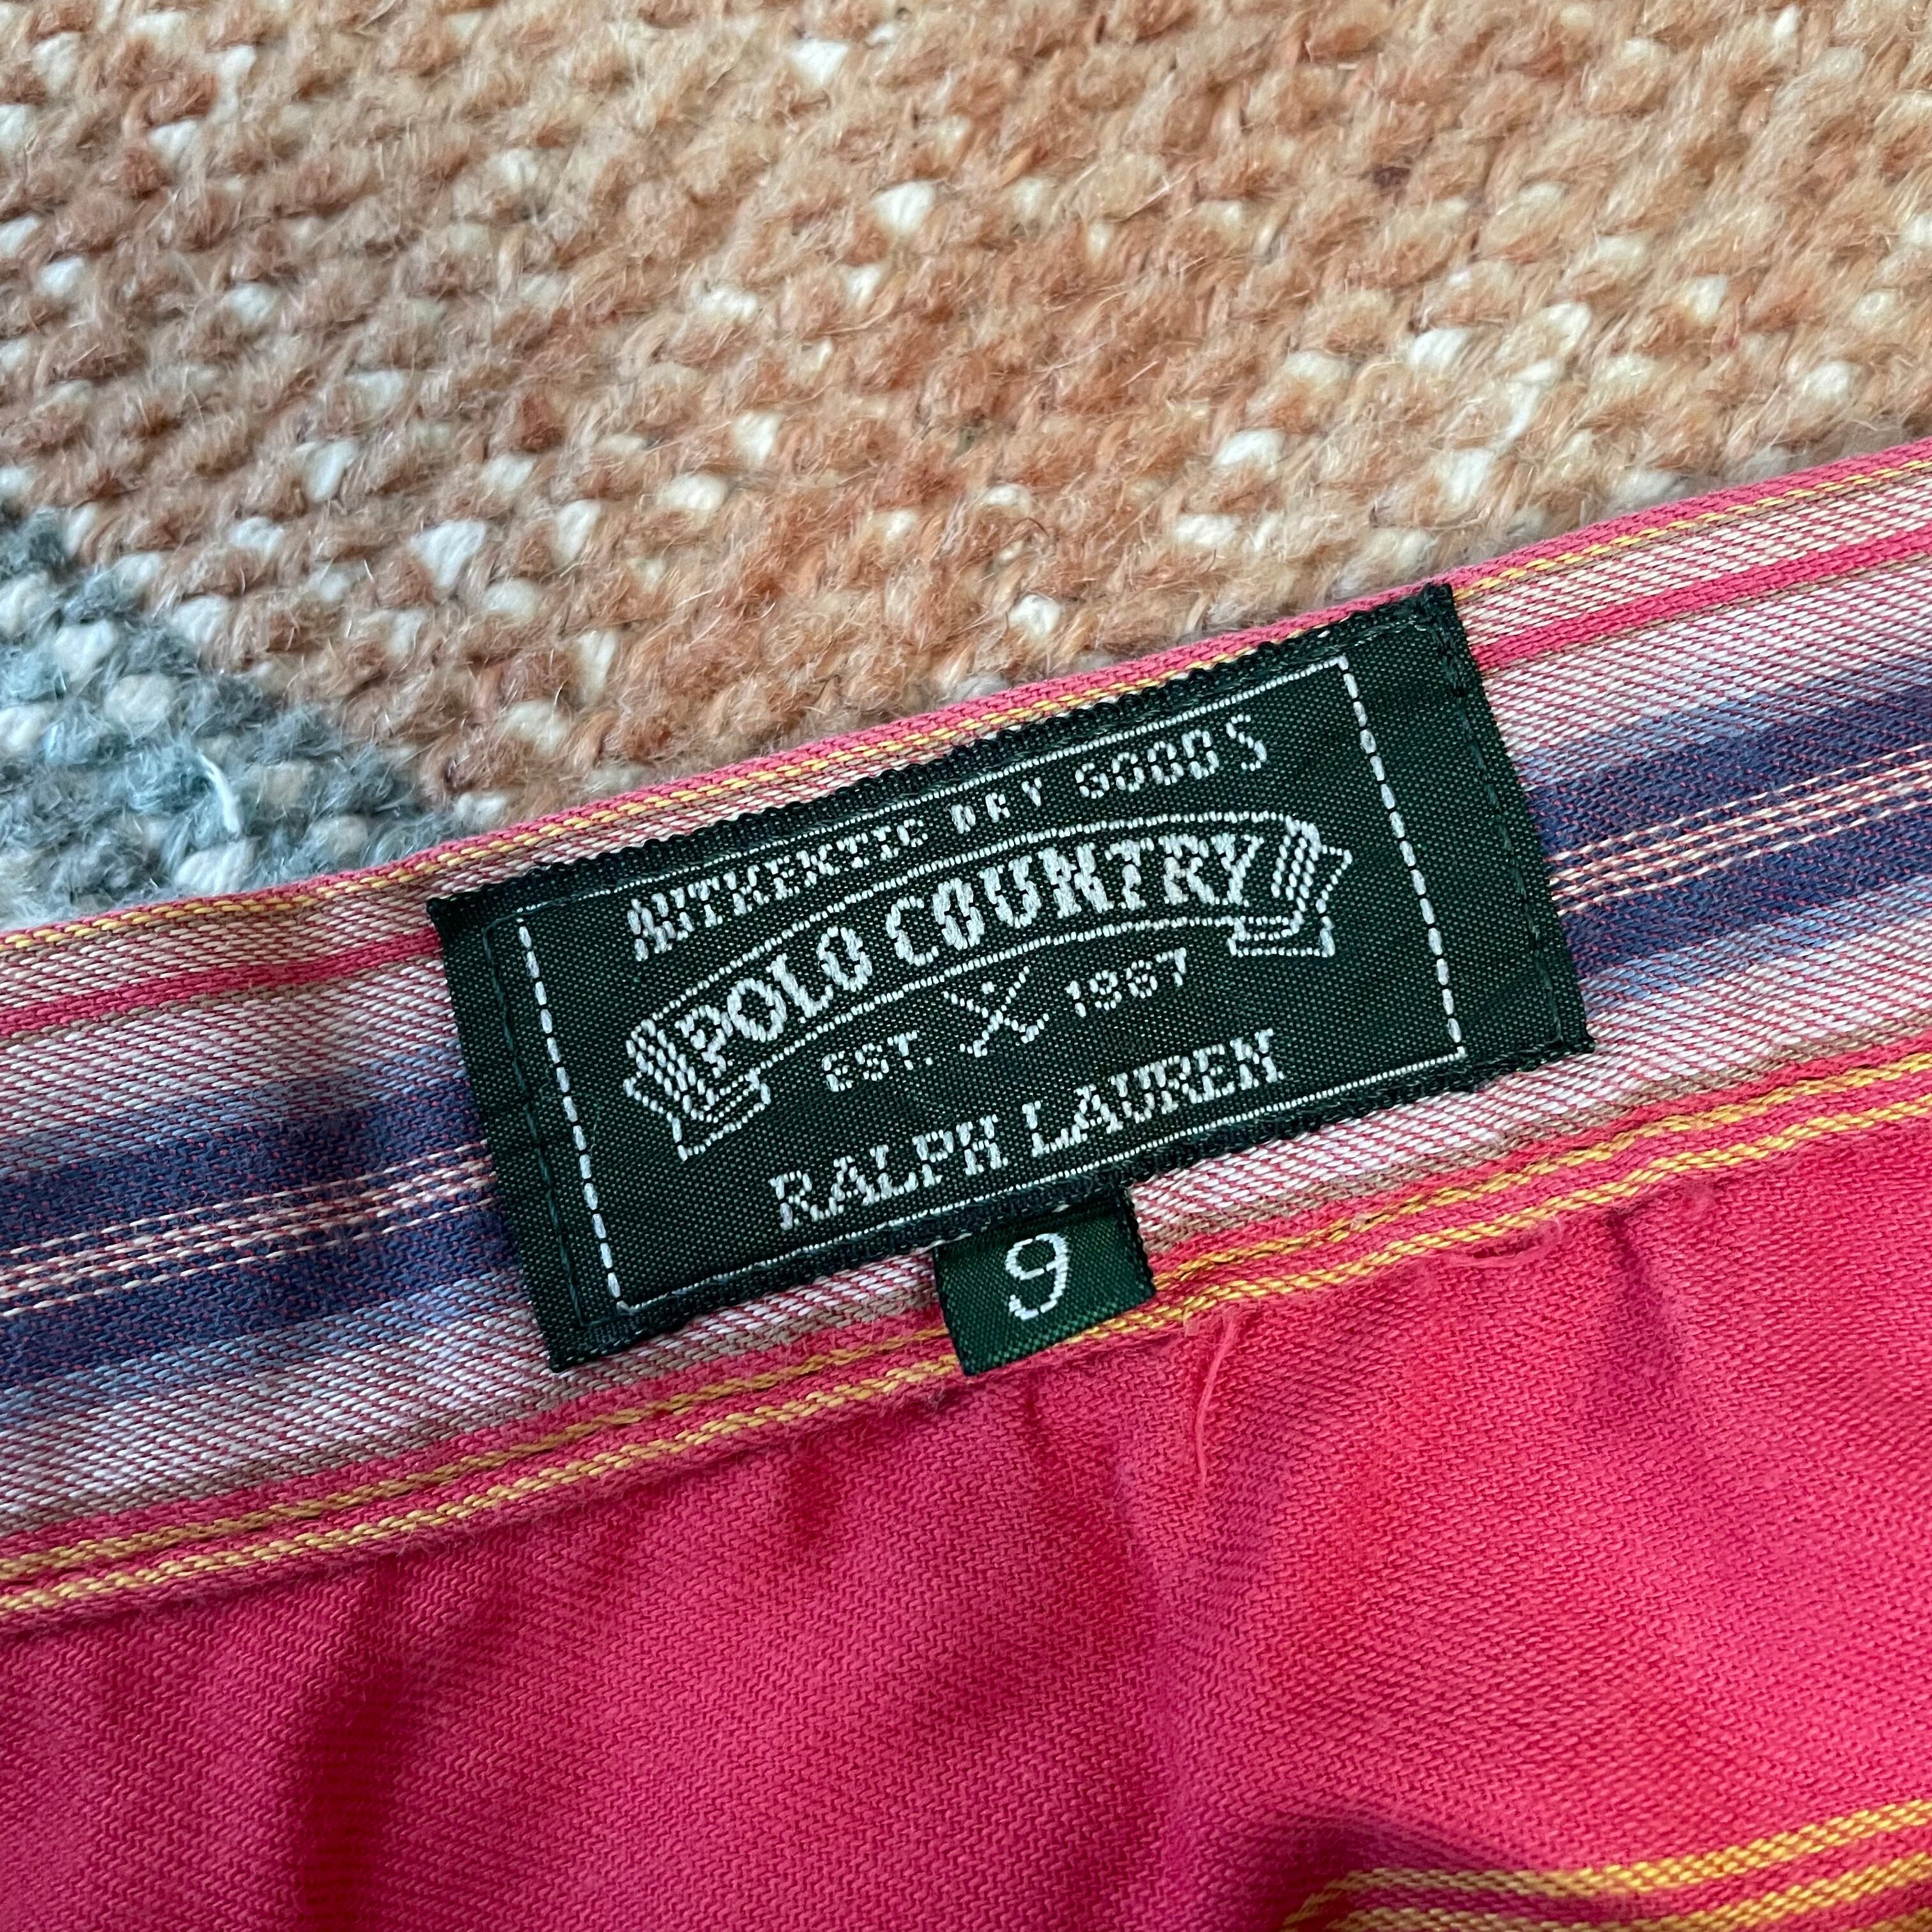 AUTHENTIC DRY GOODS
POLO COUNTRY
EST. 1967
RALPH LAUREN
9